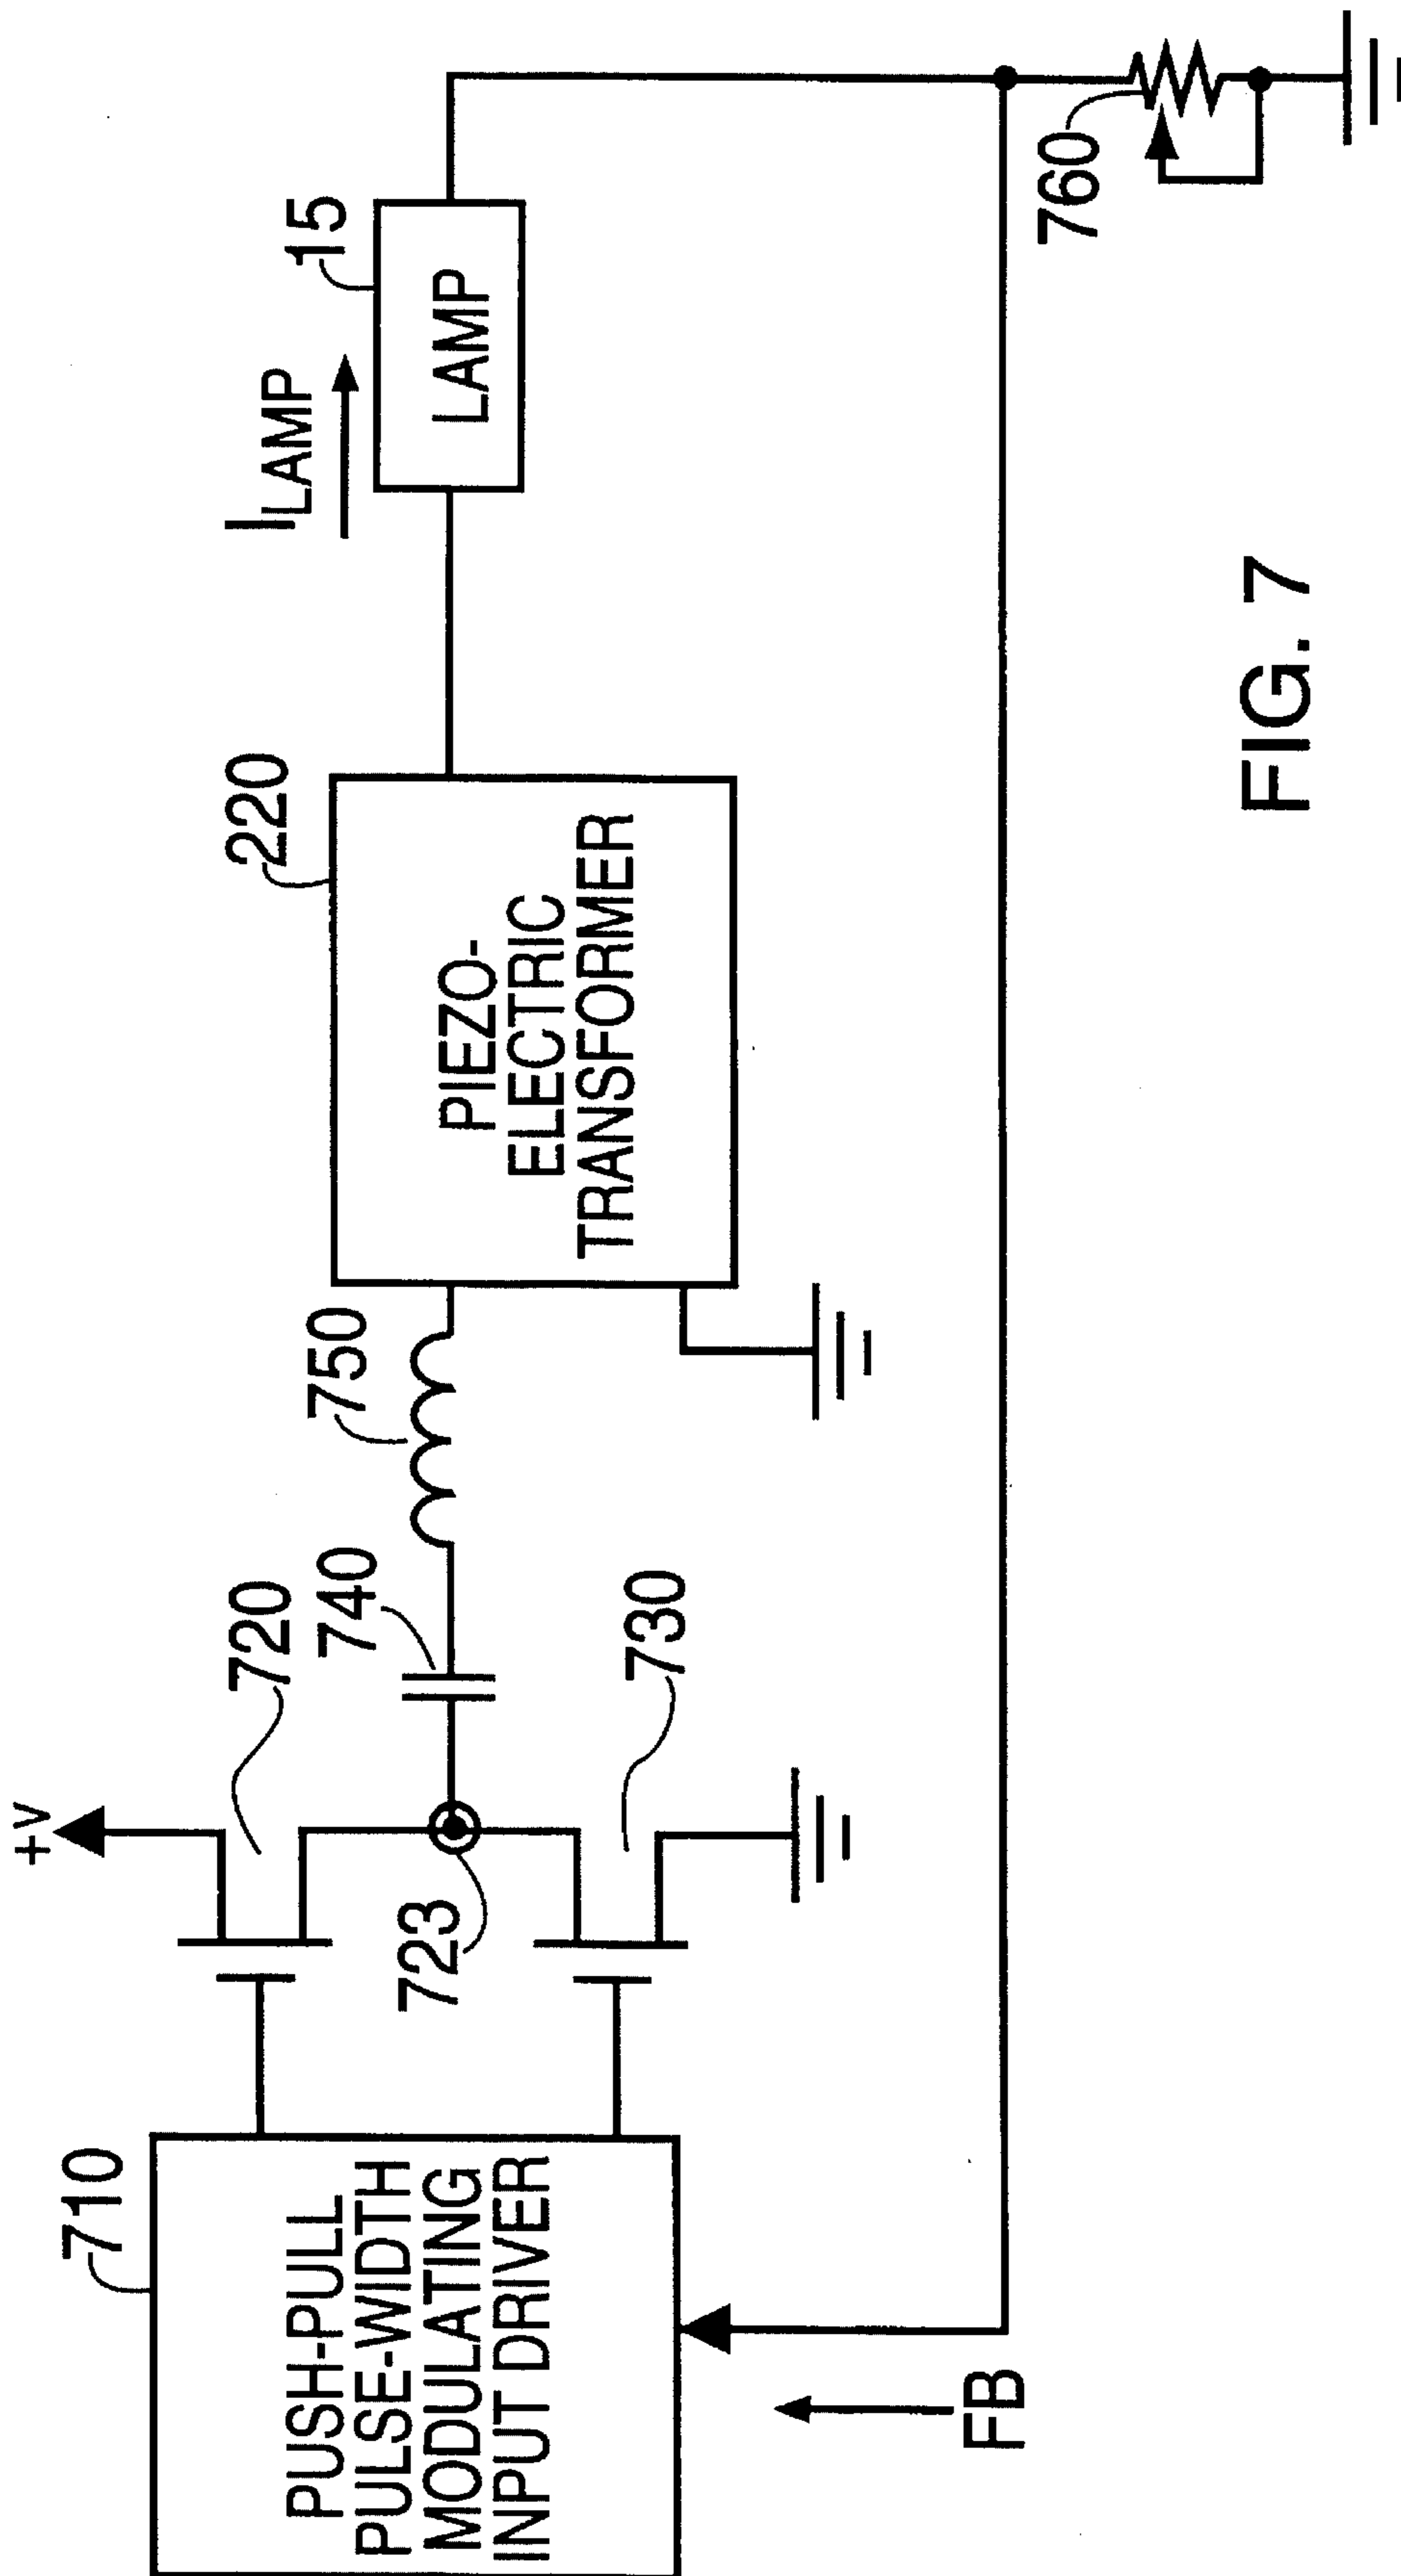 710
PUSH-PULL
PULSE-WIDTH
MODULATING
INPUT DRIVER
FB
+V
720
723
730
740
750
220
PIEZO-
ELECTRIC
TRANSFORMER
ILAMP
15
LAMP
760
FIG. 7